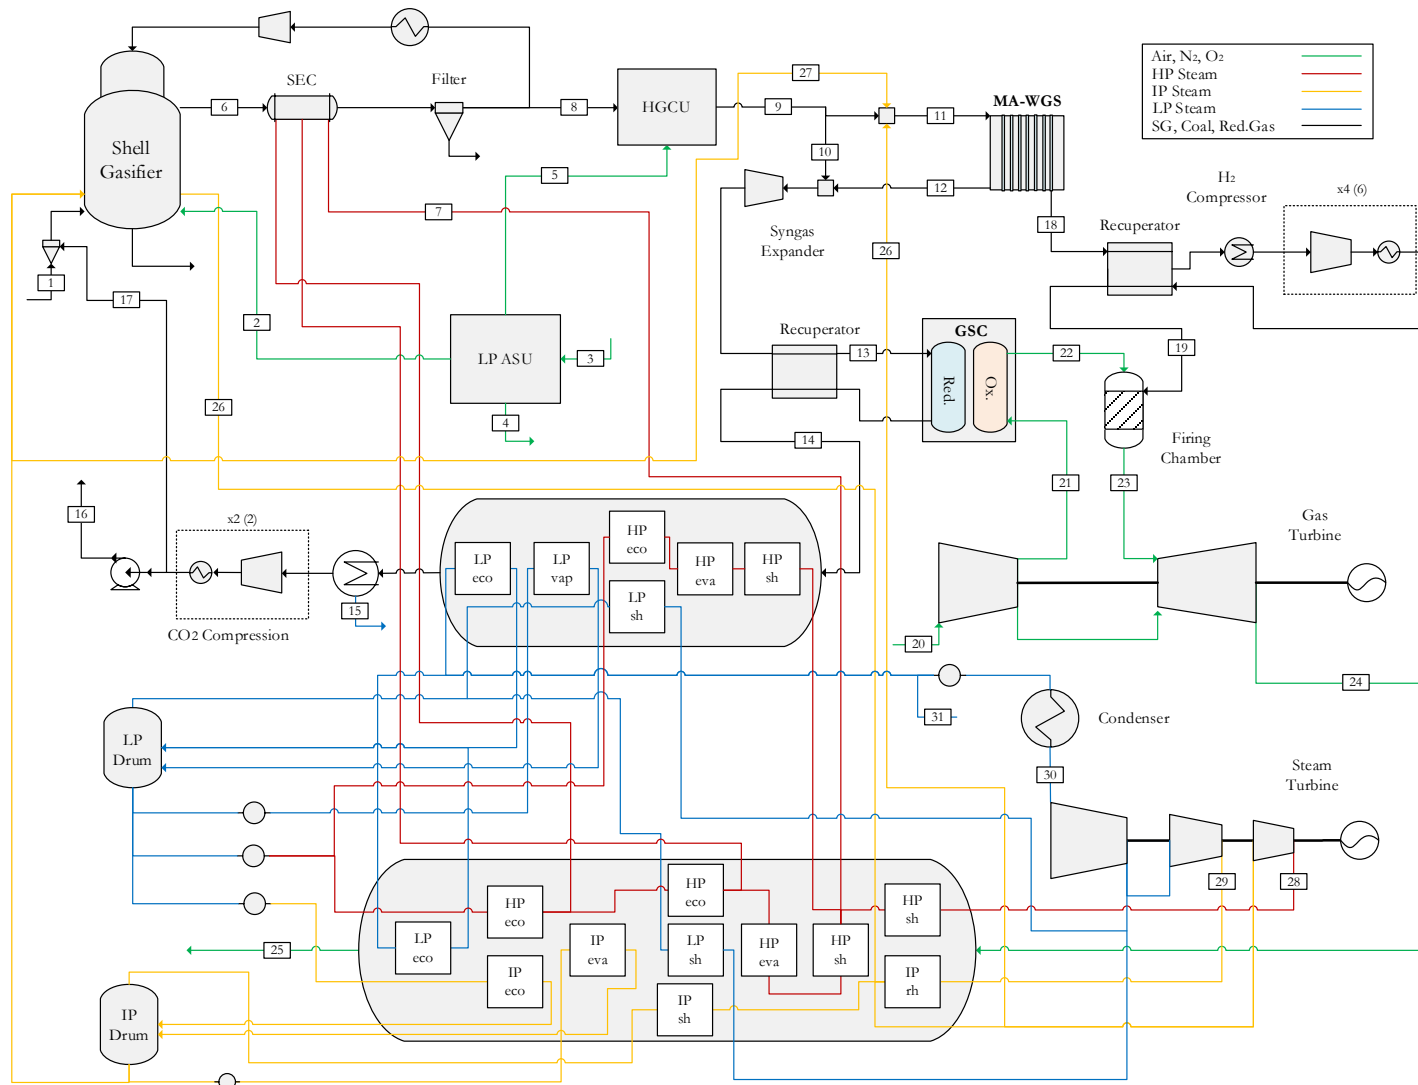 Air, N2, O2
HP Steam
IP Steam
LP Steam
SG, Coal, Red.Gas
SEC
Filter
27
HGCU
MA-WGS
6
8
9
11
Shell
Gasifier
10
12
5
7
H2
Compressor
x4 (6)
Syngas
Expander
18
Recuperator
26
1
17
2
LP ASU
3
4
Recuperator
13
GSC
Red.
Ox.
22
19
26
14
Firing
Chamber
21
23
16
x2 (2)
CO2 Compression
15
LP
eco
LP
vap
HP
eco
HP
eva
HP
sh
LP
sh
Gas
Turbine
20
24
31
Condenser
LP
Drum
30
Steam
Turbine
29
28
HP
eco
HP
eco
HP
sh
LP
eco
IP
eva
LP
sh
HP
eva
HP
sh
25
IP
eco
IP
sh
IP
rh
IP
Drum